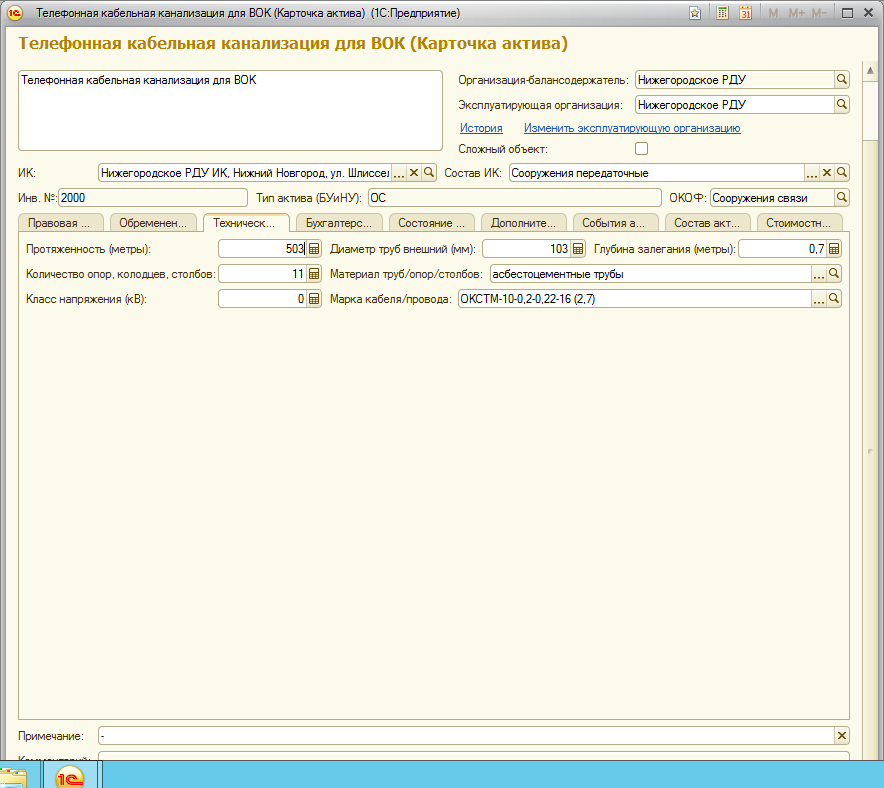 Телефонная кабельная канализация для ВОК (Карточка актива) (1С:Предприятие)
31 M M+ M-
Телефонная кабельная канализация для ВОК (Карточка актива)
Телефонная кабельная канализация для ВОК
Организация-балансодержатель: Нижегородское РДУ
Эксплуатирующая организация: Нижегородское РДУ
История Изменить эксплуатирующую организацию
Сложный объект:
ИК: Нижегородское РДУ ИК, Нижний Новгород, ул. Шлиссел ... Состав ИК: Сооружения передаточные ...
Инв. №: 2000 Тип актива (БУиНУ): ОС ОКОФ: Сооружения связи
Правовая ... Обременен... Техническ... Бухгалтерс... Состояние ... Дополните... События а... Состав акт... Стоимостн...
Протяженность (метры): 503 Диаметр труб внешний (мм): 103 Глубина залегания (метры): 0,7
Количество опор, колодцев, столбов: 11 Материал труб/опор/столбов: асбестоцементные трубы ...
Класс напряжения (кВ): 0 Марка кабеля/провода: ОКСТМ-10-0,2-0,22-16 (2,7) ...
Примечание: -
Комментарий:
1С